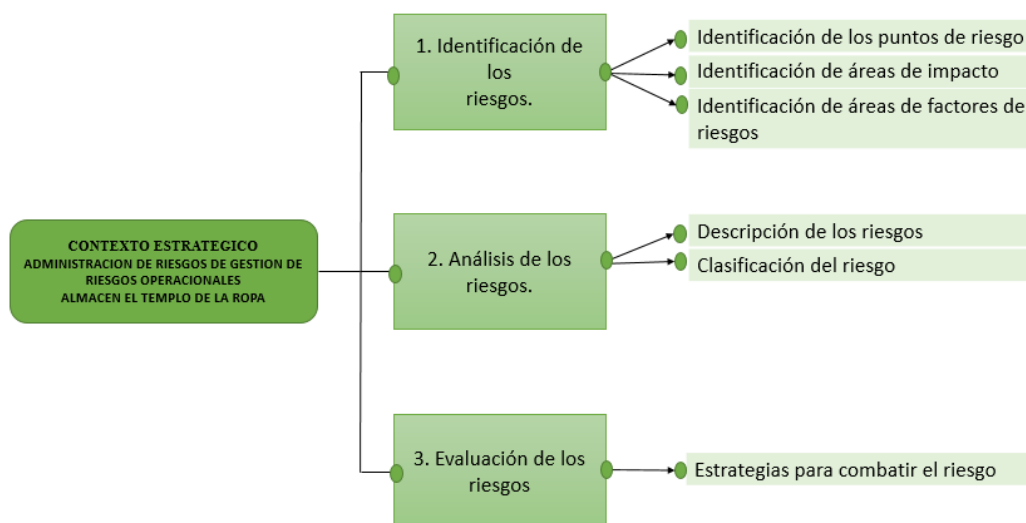 CONTEXTO ESTRATEGICO
ADMINISTRACION DE RIESGOS DE GESTION DE
RIESGOS OPERACIONALES
ALMACEN EL TEMPLO DE LA ROPA
1. Identificación de
los
riesgos.
Identificación de los puntos de riesgo
Identificación de áreas de impacto
Identificación de áreas de factores de
riesgos
2. Análisis de los
riesgos.
Descripción de los riesgos
Clasificación del riesgo
3. Evaluación de los
riesgos
Estrategias para combatir el riesgo